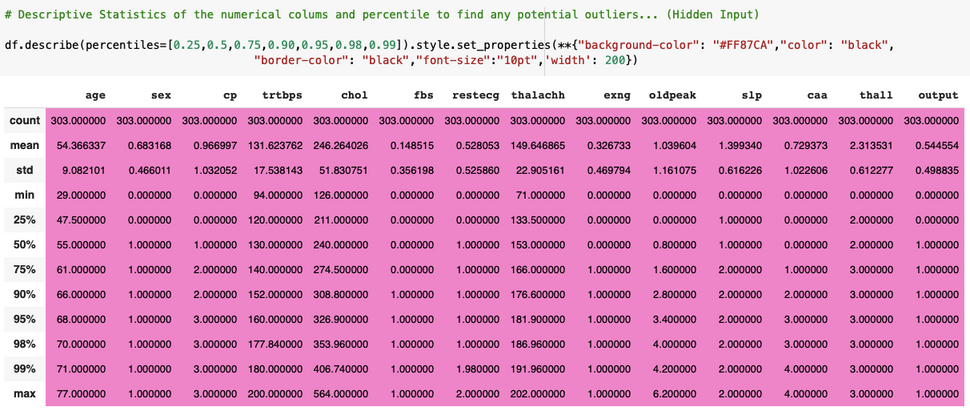 # Descriptive Statistics of the numerical colums and percentile to find any potential outliers... (Hidden Input)
df.describe(percentiles=[0.25,0.5,0.75,0.90,0.95,0.98,0.99]).style.set_properties(**{"background-color": "#FF87CA","color": "black",
"border-color": "black","font-size":"10pt",'width': 200})
age sex cp trtbps chol fbs restecg thalachh exng oldpeak slp caa thall output
count 303.000000 303.000000 303.000000 303.000000 303.000000 303.000000 303.000000 303.000000 303.000000 303.000000 303.000000 303.000000 303.000000 303.000000
mean 54.366337 0.683168 0.966997 131.623762 246.264026 0.148515 0.528053 149.646865 0.326733 1.039604 1.399340 0.729373 2.313531 0.544554
std 9.082101 0.466011 1.032052 17.538143 51.830751 0.356198 0.525860 22.905161 0.469794 1.161075 0.616226 1.022606 0.612277 0.498835
min 29.000000 0.000000 0.000000 94.000000 126.000000 0.000000 0.000000 71.000000 0.000000 0.000000 0.000000 0.000000 0.000000 0.000000
25% 47.500000 0.000000 0.000000 120.000000 211.000000 0.000000 0.000000 133.500000 0.000000 0.000000 1.000000 0.000000 2.000000 0.000000
50% 55.000000 1.000000 1.000000 130.000000 240.000000 0.000000 1.000000 153.000000 0.000000 0.800000 1.000000 0.000000 2.000000 1.000000
75% 61.000000 1.000000 2.000000 140.000000 274.500000 0.000000 1.000000 166.000000 1.000000 1.600000 2.000000 1.000000 3.000000 1.000000
90% 66.000000 1.000000 2.000000 152.000000 308.800000 1.000000 1.000000 176.600000 1.000000 2.800000 2.000000 2.000000 3.000000 1.000000
95% 68.000000 1.000000 3.000000 160.000000 326.900000 1.000000 1.000000 181.900000 1.000000 3.400000 2.000000 3.000000 3.000000 1.000000
98% 70.000000 1.000000 3.000000 177.840000 353.960000 1.000000 1.000000 186.960000 1.000000 4.000000 2.000000 3.000000 3.000000 1.000000
99% 71.000000 1.000000 3.000000 180.000000 406.740000 1.000000 1.980000 191.960000 1.000000 4.200000 2.000000 4.000000 3.000000 1.000000
max 77.000000 1.000000 3.000000 200.000000 564.000000 1.000000 2.000000 202.000000 1.000000 6.200000 2.000000 4.000000 3.000000 1.000000